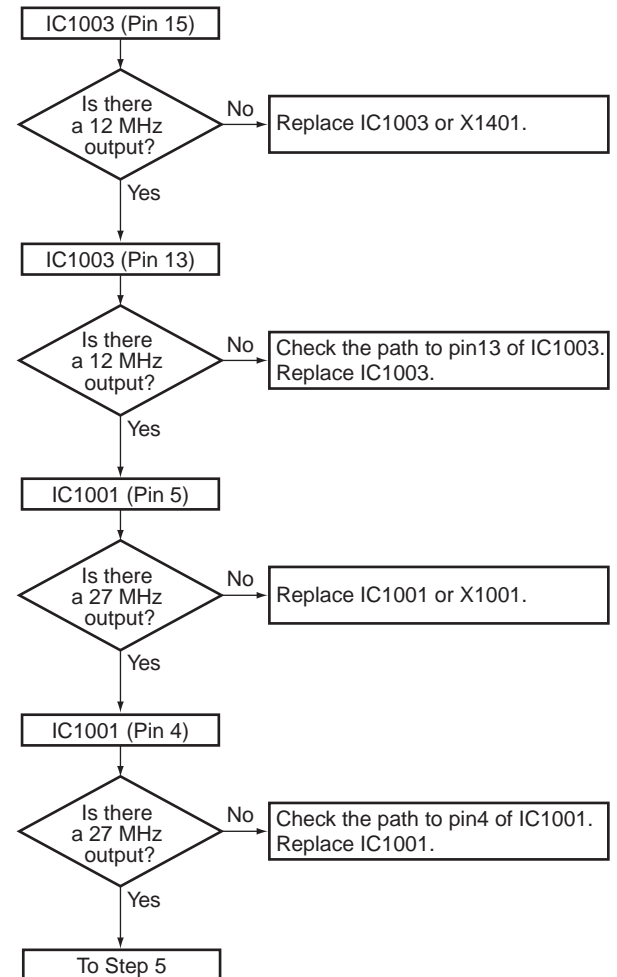 IC1003 (Pin 15)
Is there
a 12 MHz
output?
No
Replace IC1003 or X1401.
Yes
IC1003 (Pin 13)
Is there
a 12 MHz
output?
No
Check the path to pin13 of IC1003.
Replace IC1003.
Yes
IC1001 (Pin 5)
Is there
a 27 MHz
output?
No
Replace IC1001 or X1001.
Yes
IC1001 (Pin 4)
Is there
a 27 MHz
output?
No
Check the path to pin4 of IC1001.
Replace IC1001.
Yes
To Step 5